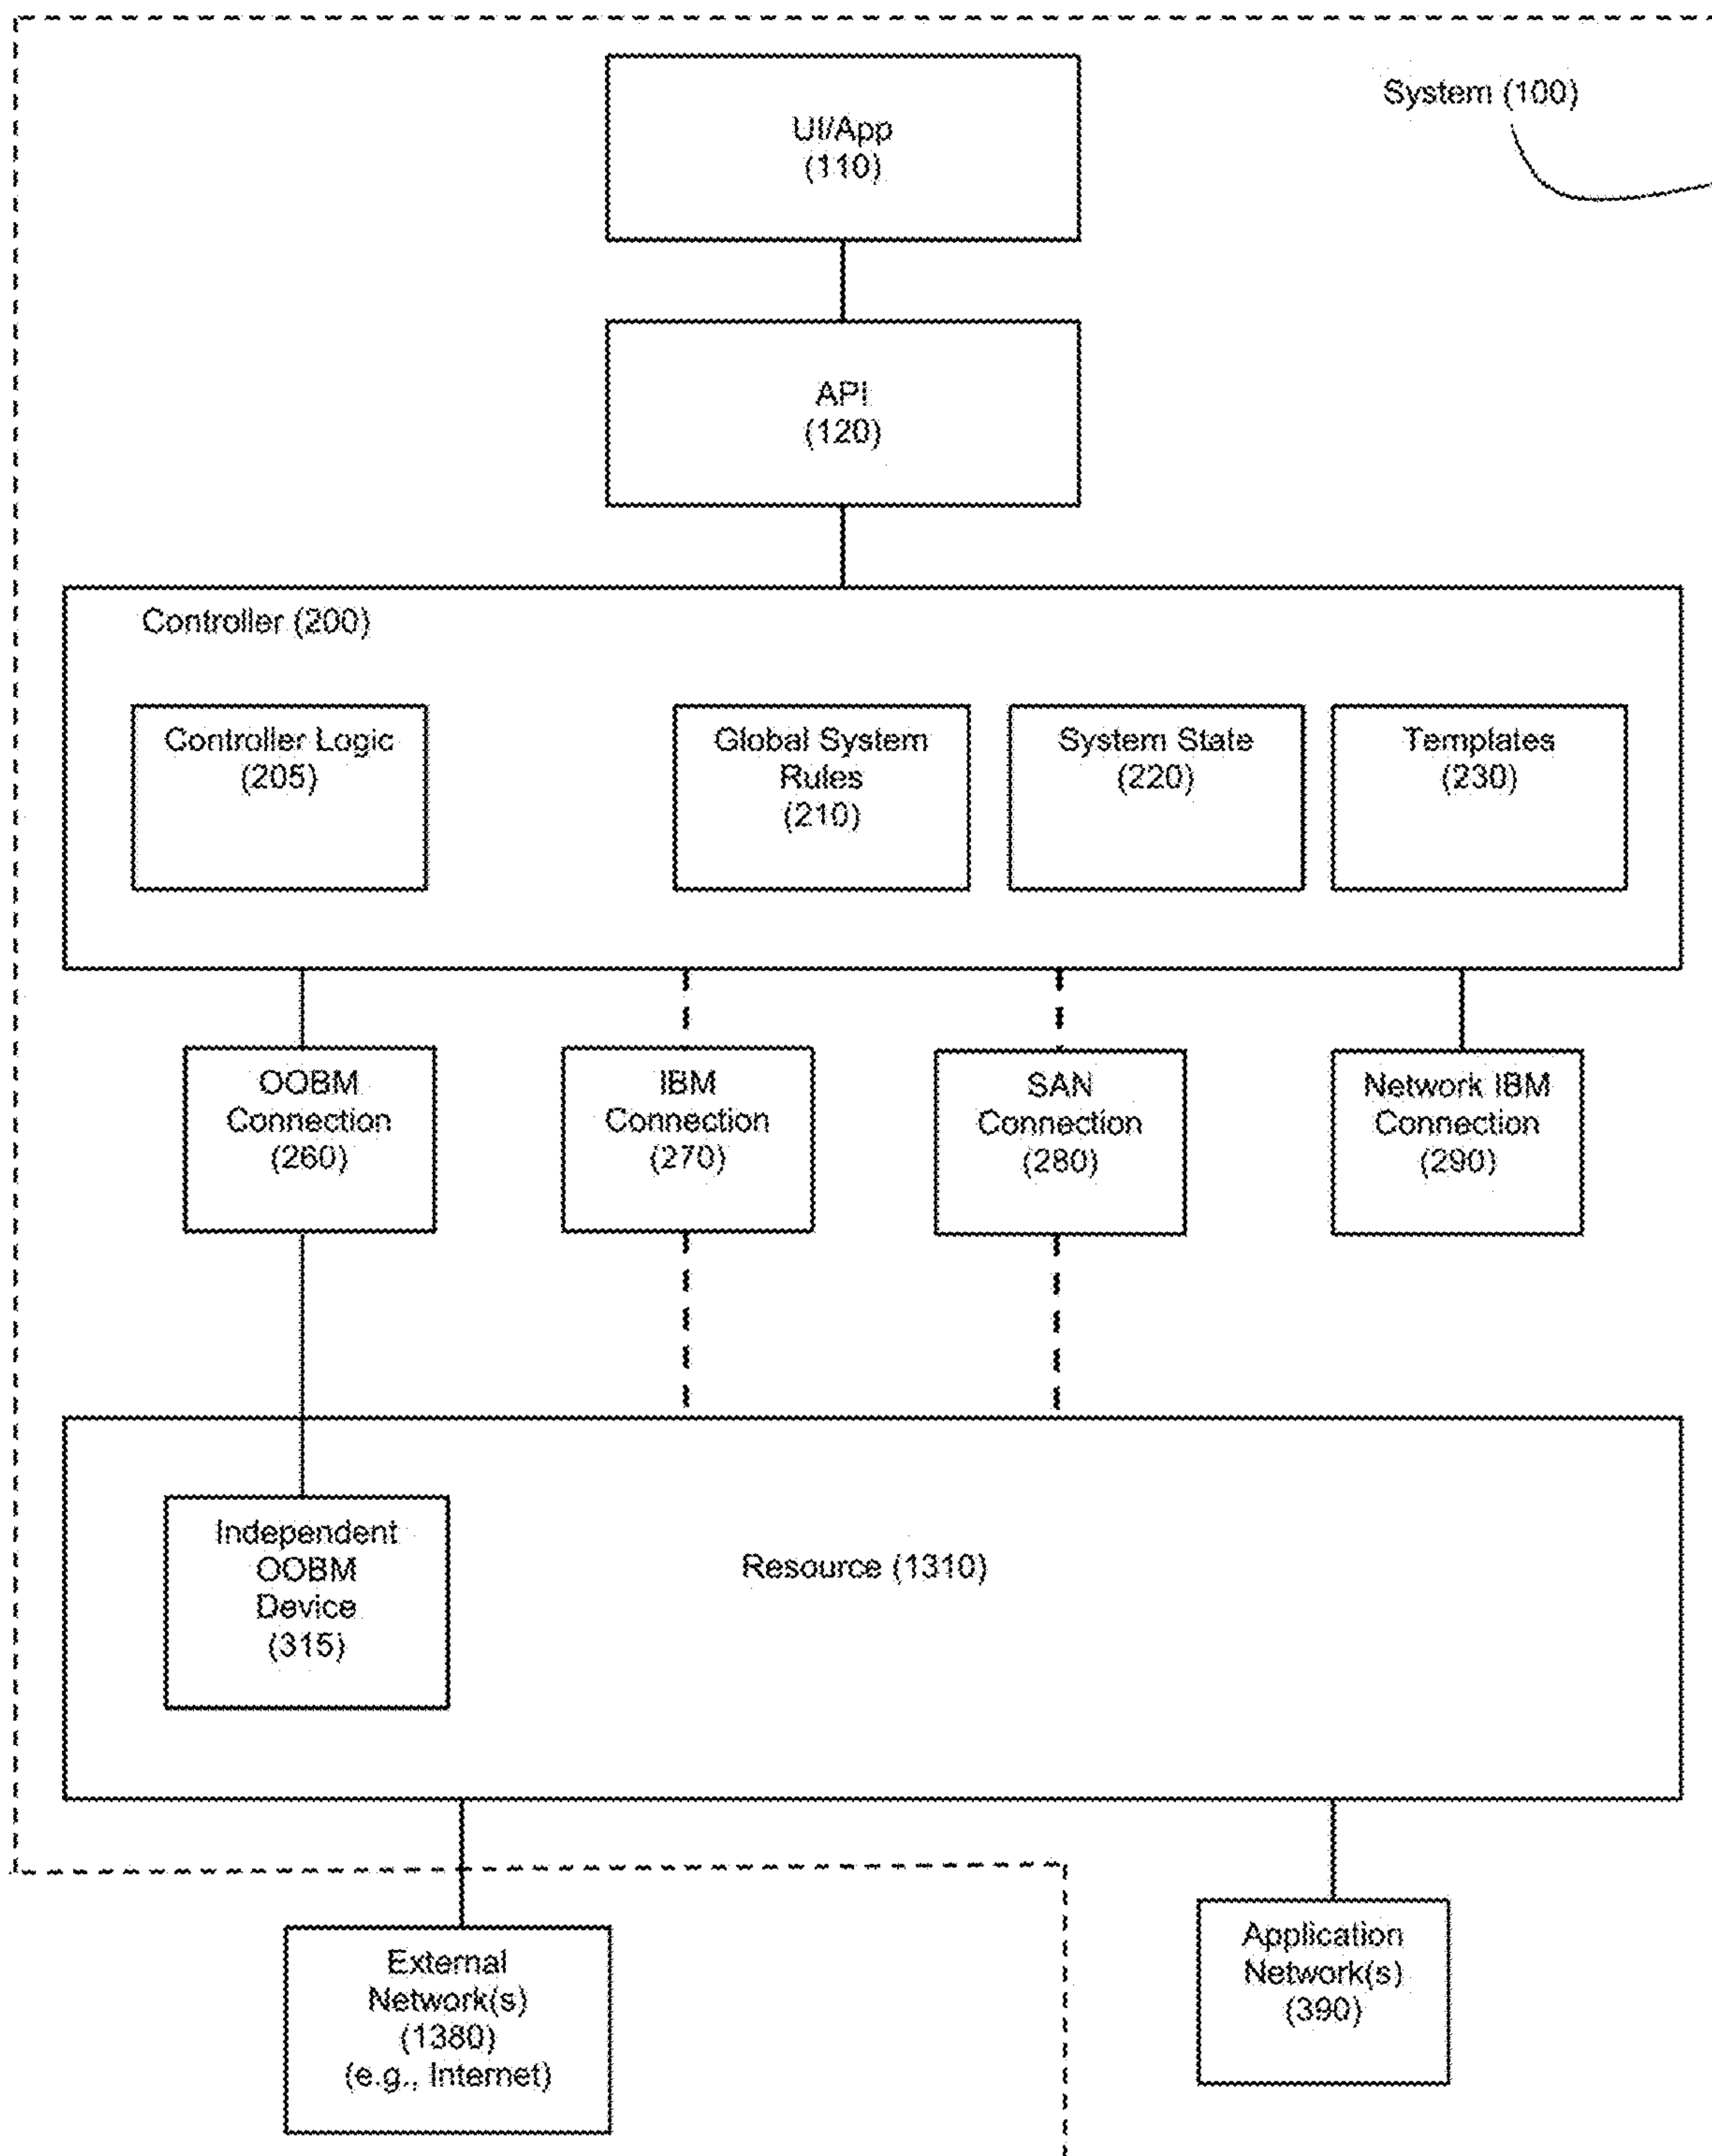 System (100)
UI/App
(110)
API
(120)
Controller (200)
Controller Logic
(205)
Global System
Rules
(210)
System State
(220)
Templates
(230)
OOBM
Connection
(260)
IBM
Connection
(270)
SAN
Connection
(280)
Network IBM
Connection
(290)
Independent
OOBM
Device
(315)
Resource (1310)
External
Network(s)
(1380)
(e.g., Internet)
Application
Network(s)
(390)